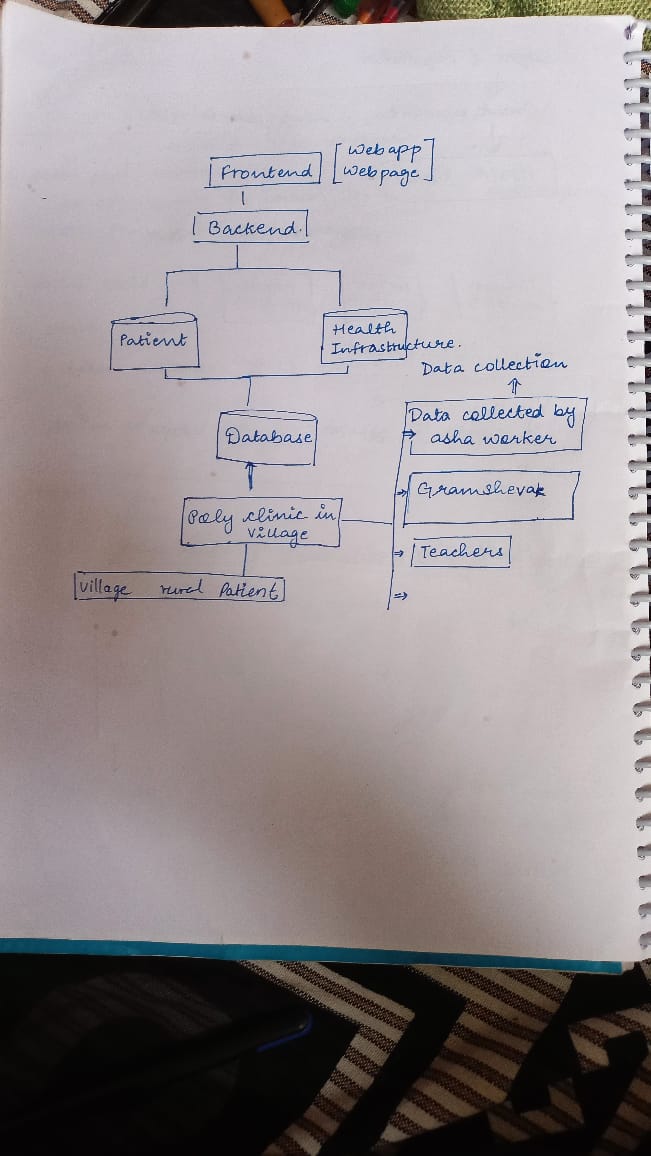 Frontend
[Web app
Web page]
Backend.
Patient
Health
Infrastructure.
Data collection
Data collected by
asha worker
Database
Gramshevak
Poly clinic in
village
Teachers
village rural Patient